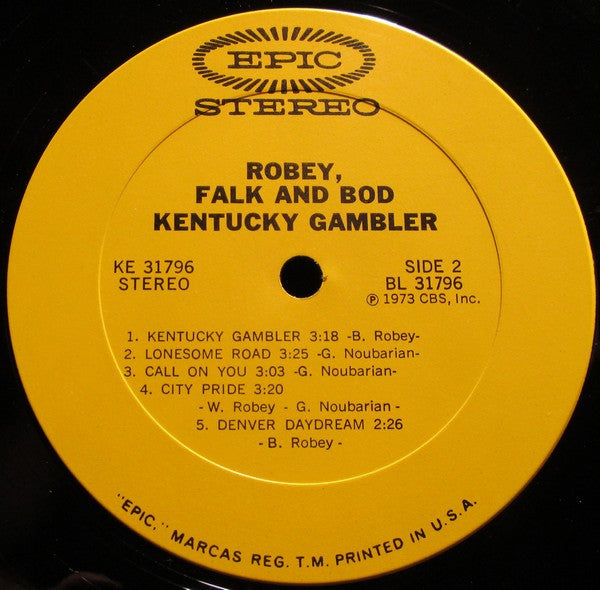 EPIC
STEREO
ROBEY,
FALK AND BOD
KENTUCKY GAMBLER
KE 31796
STEREO
SIDE 2
BL 31796
Ⓟ 1973 CBS, Inc.
1. KENTUCKY GAMBLER 3:18 -B. Robey-
2. LONESOME ROAD 3:25 -G. Noubarian-
3. CALL ON YOU 3:03 -G. Noubarian-
4. CITY PRIDE 3:20
-W. Robey - G. Noubarian -
5. DENVER DAYDREAM 2:26
-B. Robey -
"EPIC," MARCAS REG. T.M. PRINTED IN U.S.A.